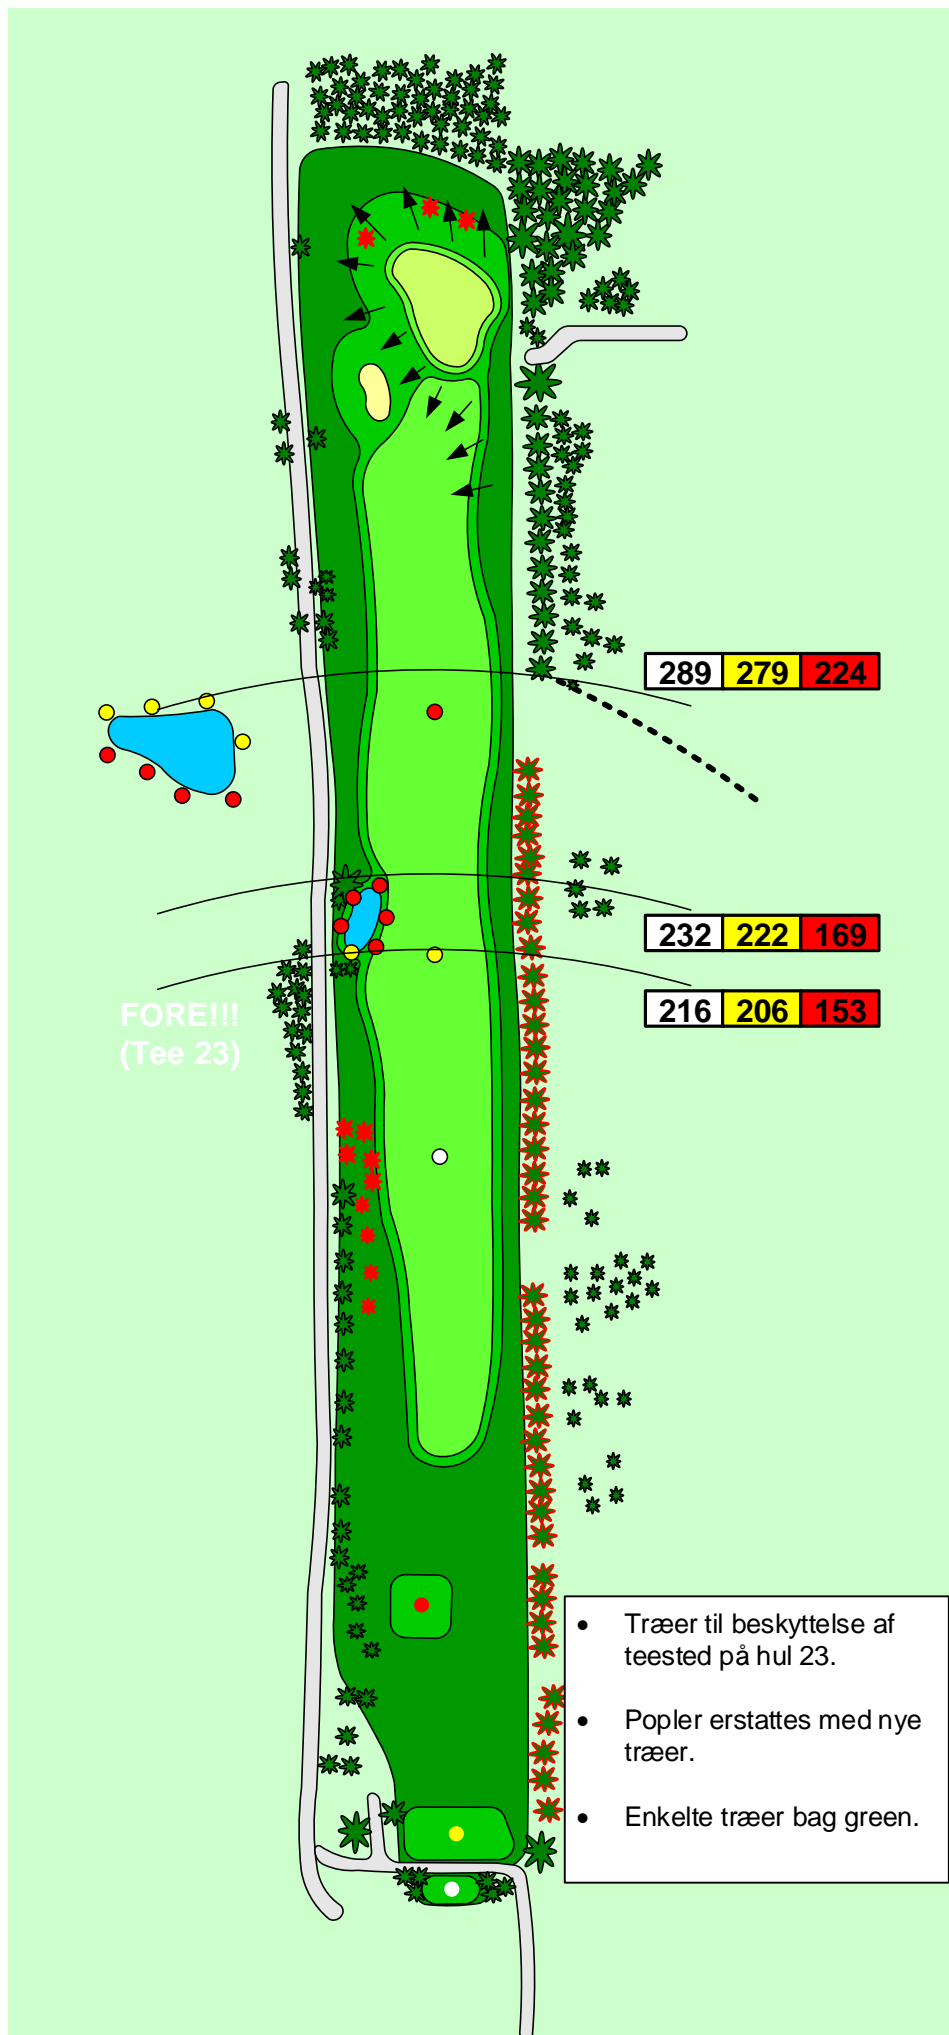 289 279 224
232 222 169
216 206 153
FORE!!!
(Tee 23)
• Træer til beskyttelse af
teested på hul 23.
• Popler erstattes med nye
træer.
• Enkelte træer bag green.